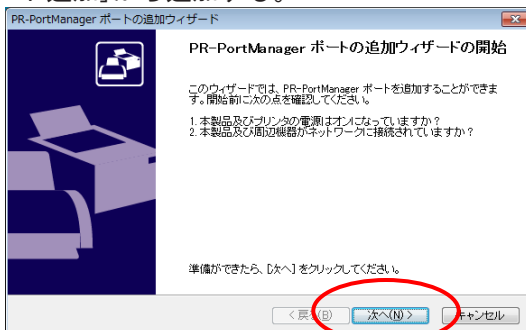 PR-PortManager ポートの追加ウィザード
PR-PortManager ポートの追加ウィザードの開始
このウィザードでは、PR-PortManager ポートを追加することができま
す。開始前に次の点を確認してください。
1. 本製品及びプリンタの電源はオンになっていますか？
2. 本製品及び周辺機器がネットワークに接続されていますか？
準備ができたら、[次へ] をクリックしてください。
< 戻る(B)
次へ(N) >
キャンセル